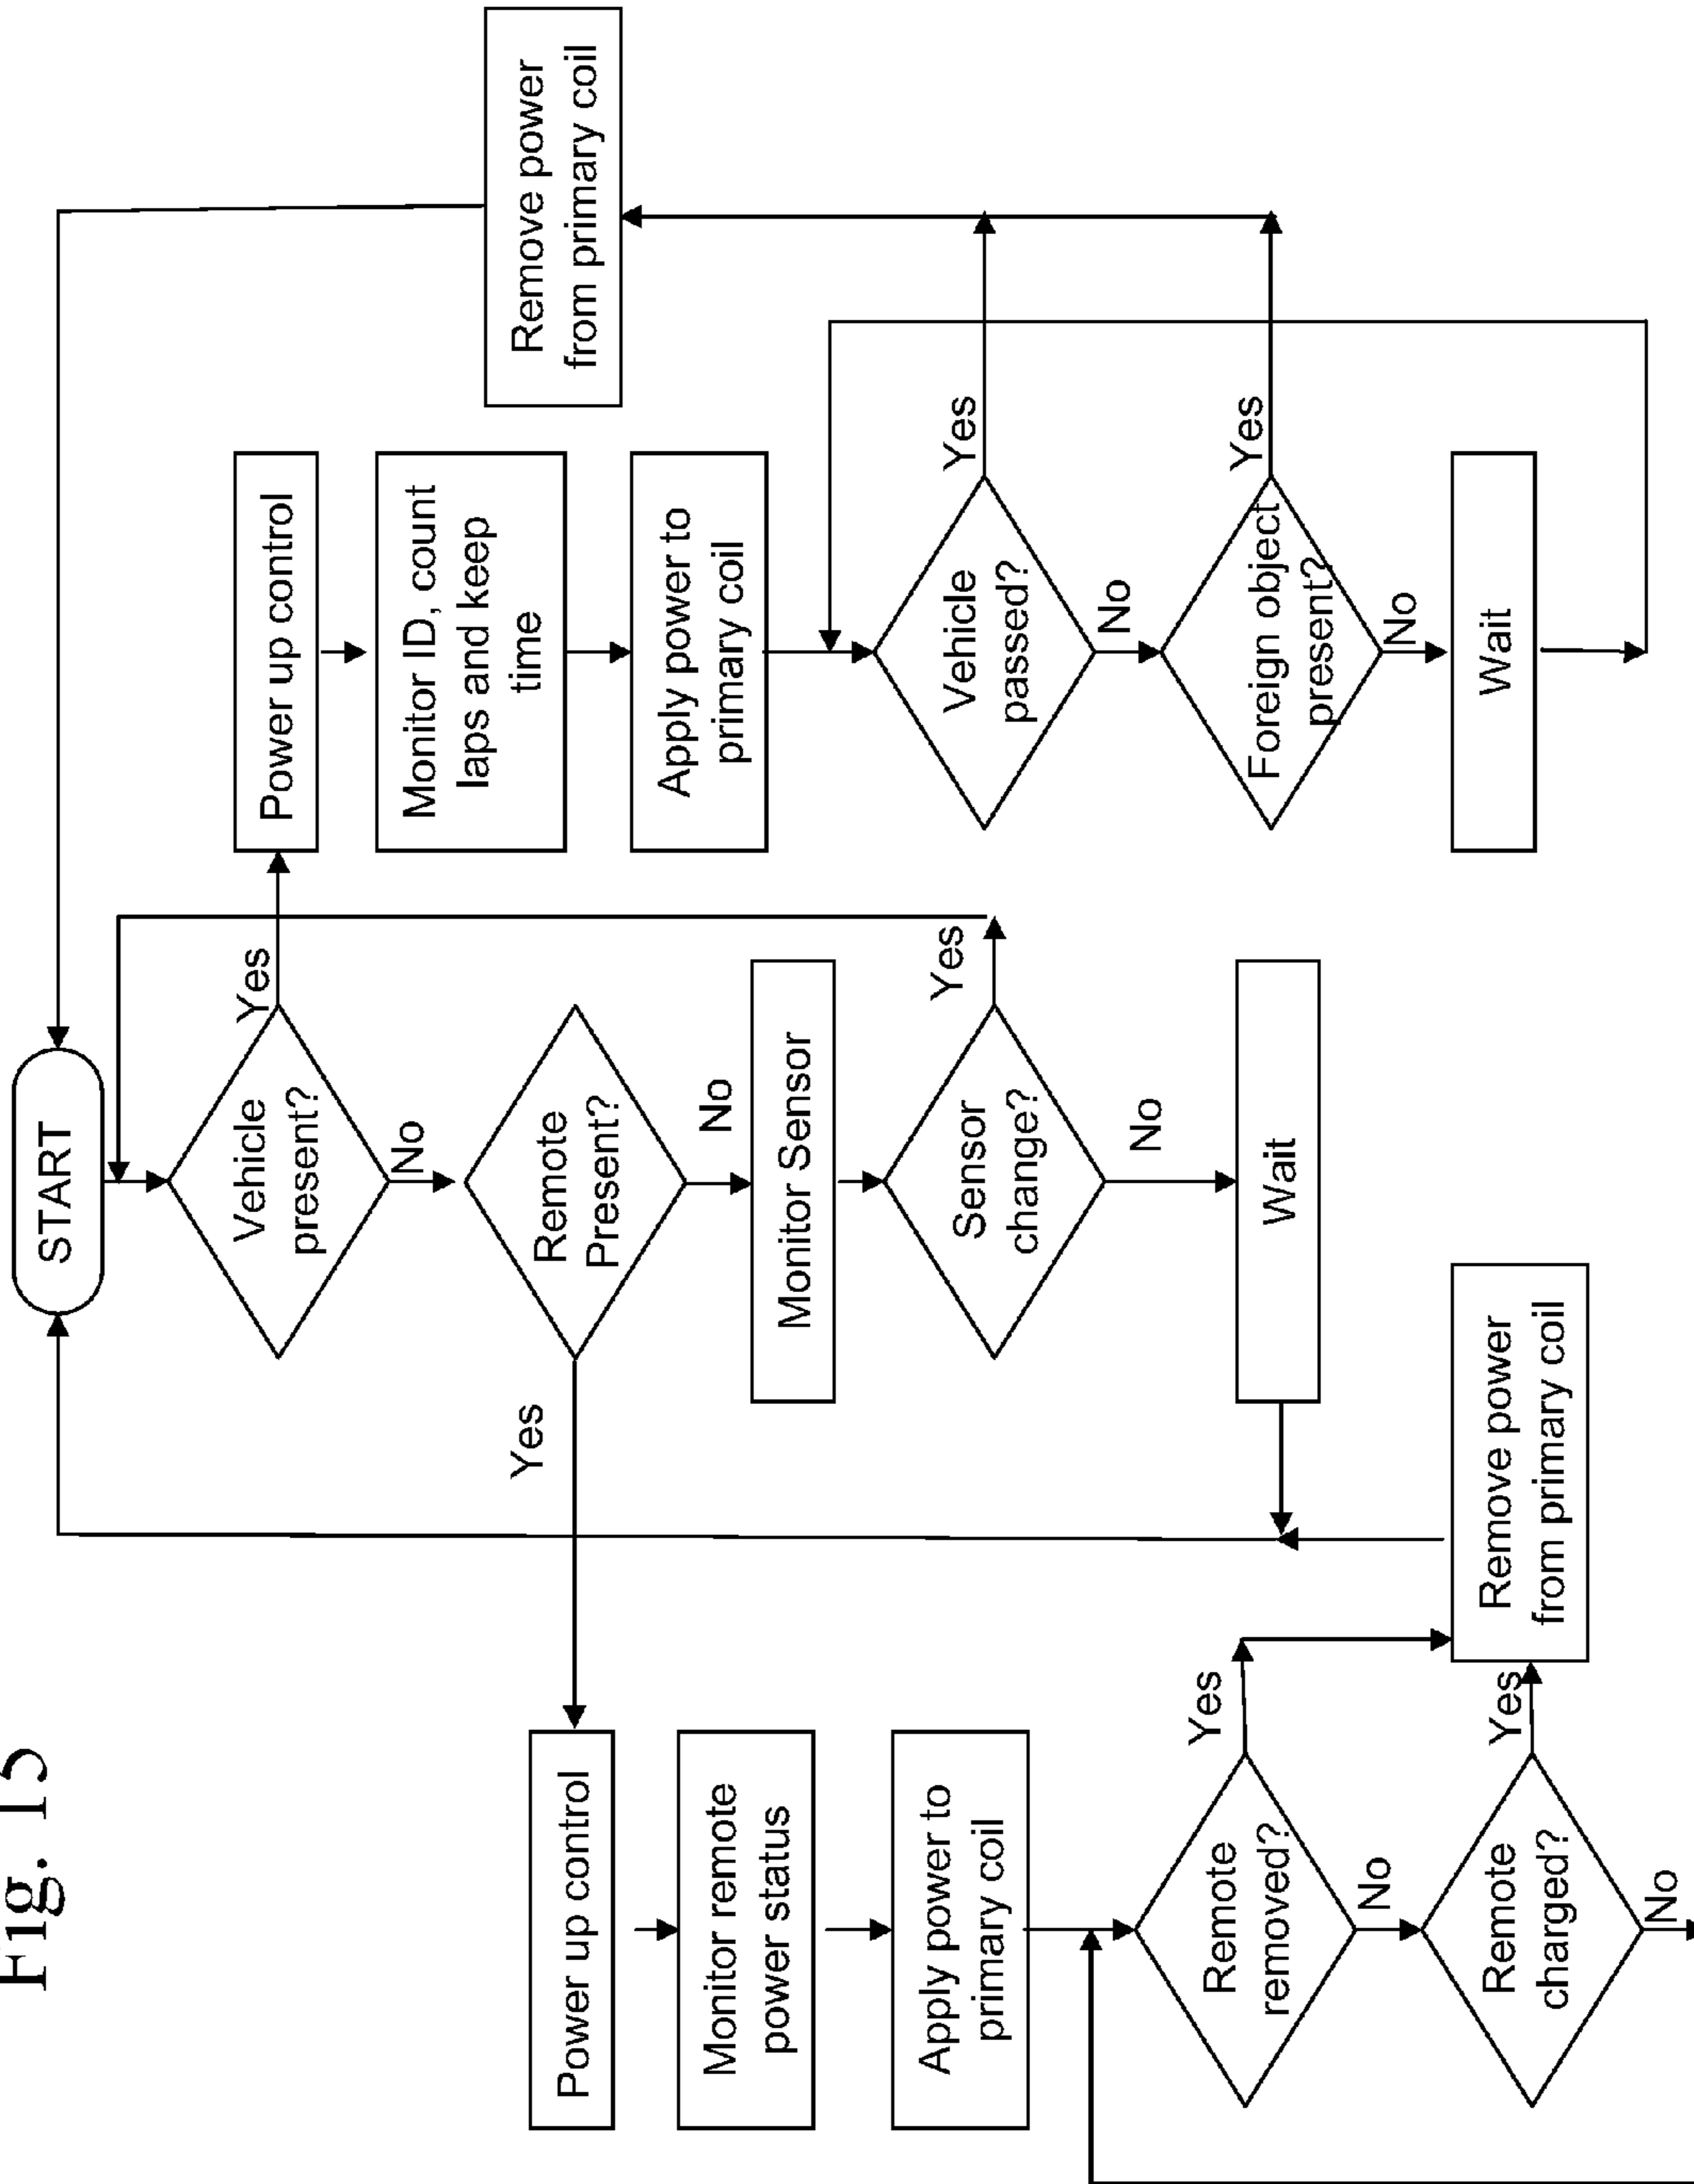 Fig. 15
START
Vehicle
present?
Yes
No
Remote
Present?
Yes
No
Monitor Sensor
Sensor
change?
Yes
No
Wait
Power up control
Monitor ID, count
laps and keep
time
Apply power to
primary coil
Vehicle
passed?
Yes
No
Foreign object
present?
Yes
No
Wait
Remove power
from primary coil
Power up control
Monitor remote
power status
Apply power to
primary coil
Remote
removed?
Yes
No
Remote
charged?
Yes
No
Remove power
from primary coil